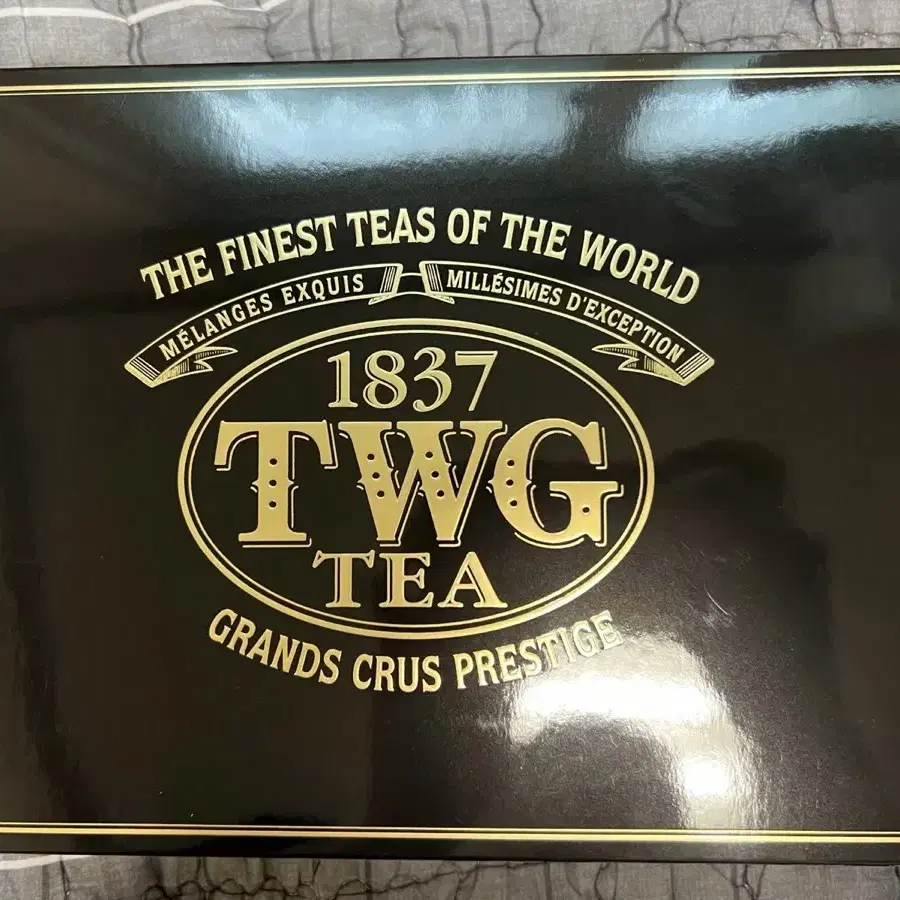 THE FINEST TEAS OF THE WORLD
MÉLANGES EXQUIS MILLÉSIMES D'EXCEPTION
1837
TWG
TEA
GRANDS CRUS PRESTIGE